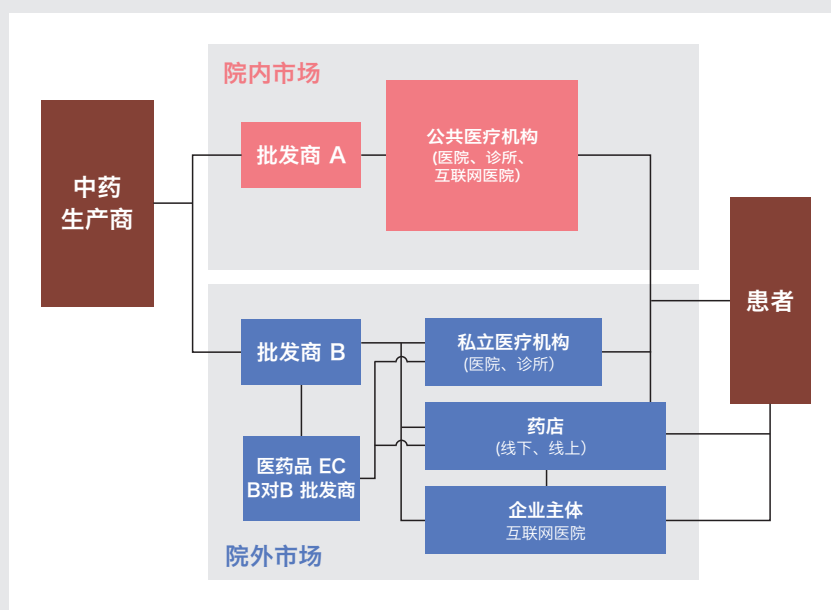 院内市场
中药
生产商
批发商 A
公共医疗机构
(医院、诊所、
互联网医院)
患者
批发商 B
私立医疗机构
(医院、诊所)
药店
(线下、线上)
医药品 EC
B对B 批发商
企业主体
互联网医院
院外市场